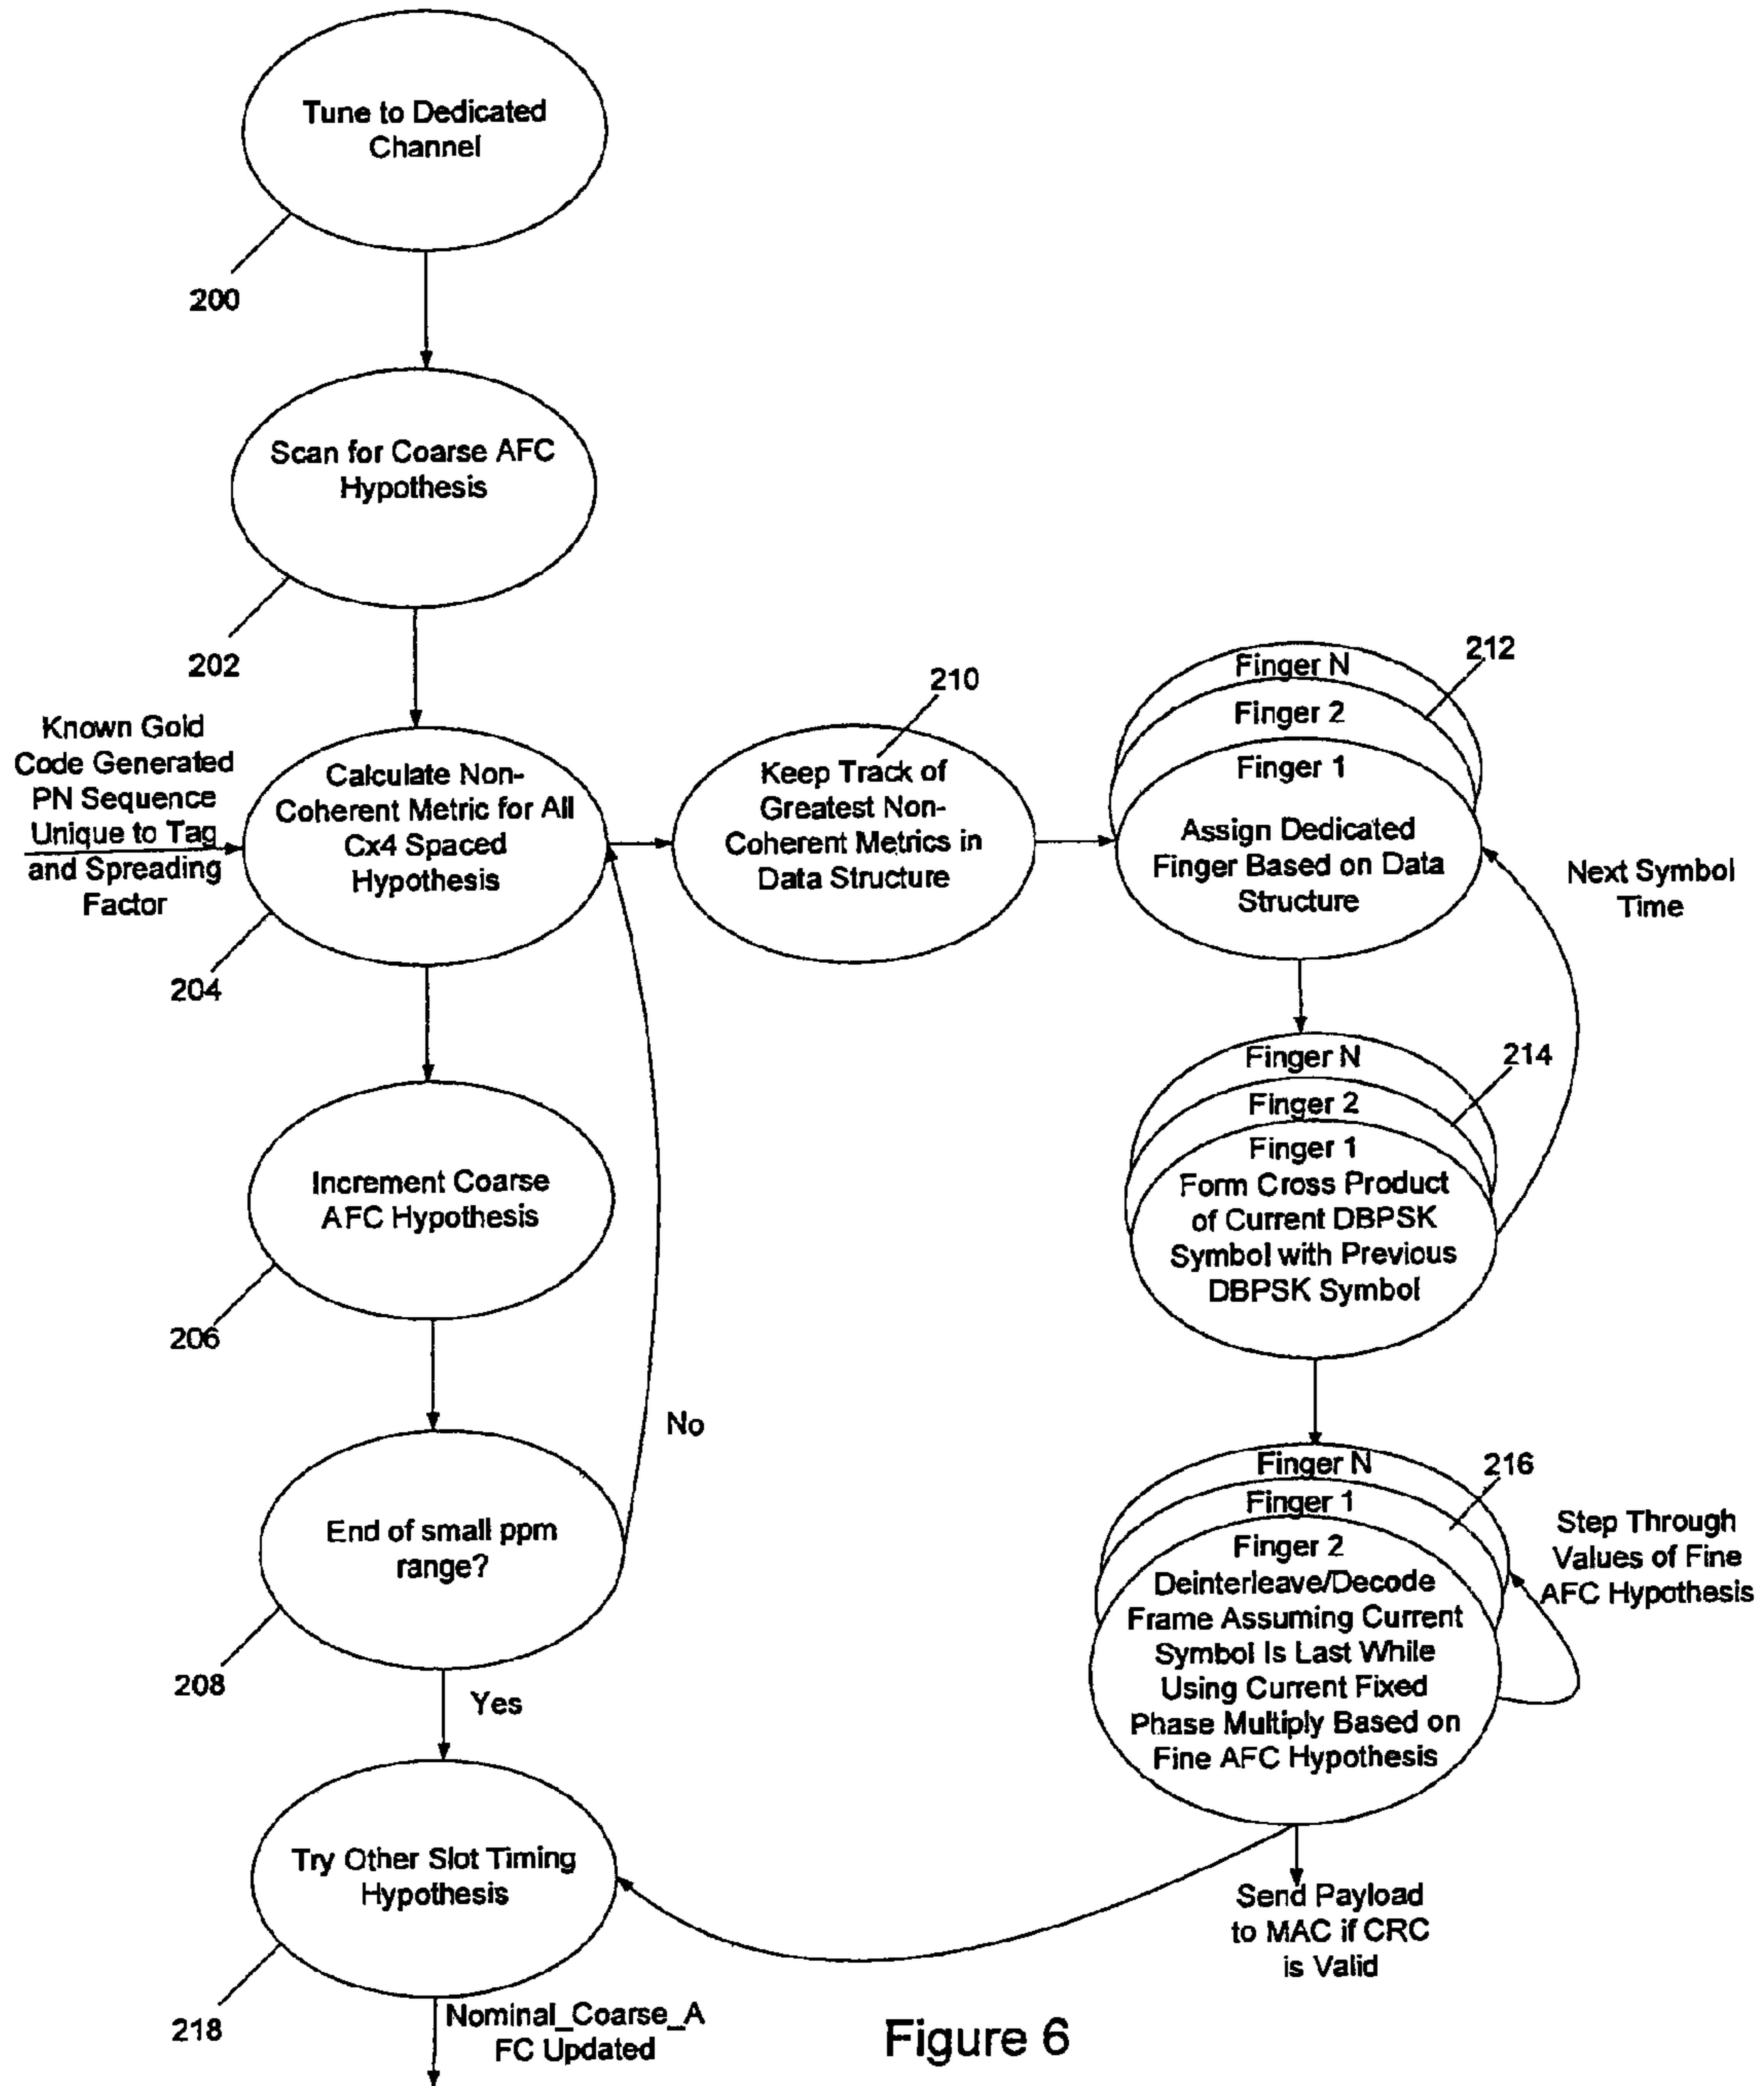 Tune to Dedicated
Channel
200
Scan for Coarse AFC
Hypothesis
202
Known Gold
Code Generated
PN Sequence
Unique to Tag
and Spreading
Factor
Calculate Non-
Coherent Metric for All
Cx4 Spaced
Hypothesis
204
210
Keep Track of
Greatest Non-
Coherent Metrics in
Data Structure
212
Finger N
Finger 2
Finger 1
Assign Dedicated
Finger Based on Data
Structure
Next Symbol
Time
Increment Coarse
AFC Hypothesis
206
214
Finger N
Finger 2
Finger 1
Form Cross Product
of Current DBPSK
Symbol with Previous
DBPSK Symbol
End of small ppm
range?
No
208
Yes
216
Finger N
Finger 1
Finger 2
Deinterleave/Decode
Frame Assuming Current
Symbol Is Last While
Using Current Fixed
Phase Multiply Based on
Fine AFC Hypothesis
Step Through
Values of Fine
AFC Hypothesis
Try Other Slot Timing
Hypothesis
218
Send Payload
to MAC if CRC
is Valid
Nominal_Coarse_A
FC Updated
Figure 6